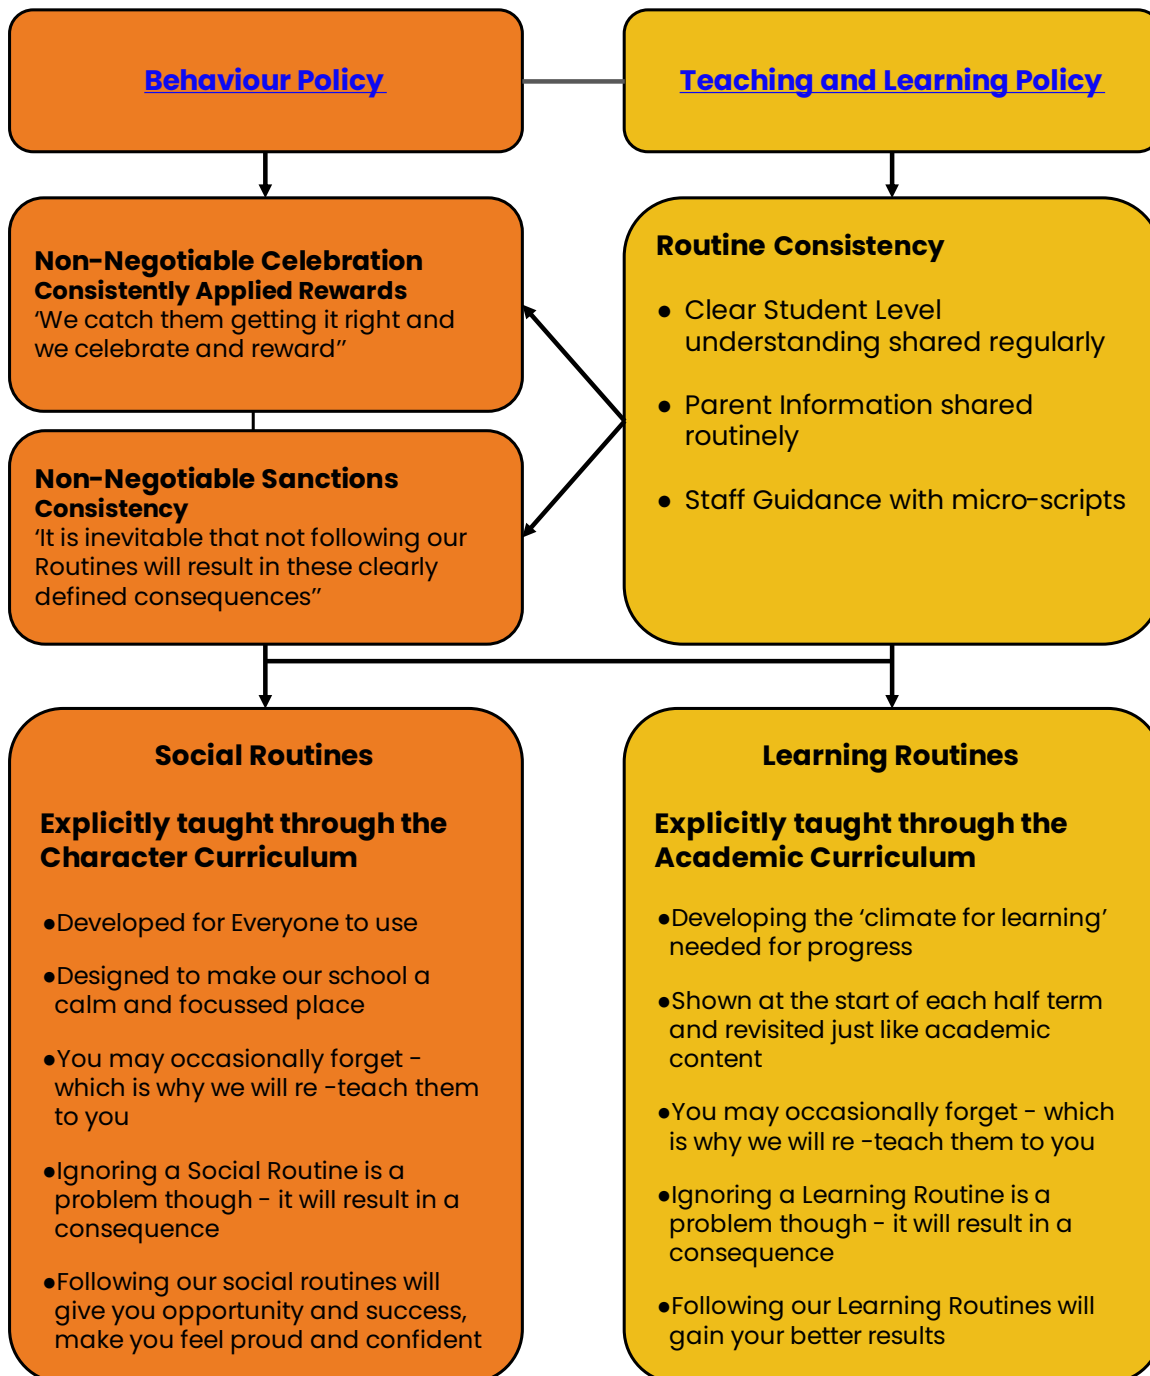 Behaviour Policy
Teaching and Learning Policy
Non-Negotiable Celebration
Consistently Applied Rewards
‘We catch them getting it right and
we celebrate and reward”
Routine Consistency
● Clear Student Level
understanding shared regularly
● Parent Information shared
routinely
● Staff Guidance with micro-scripts
Non-Negotiable Sanctions
Consistency
‘It is inevitable that not following our
Routines will result in these clearly
defined consequences”
Social Routines
Explicitly taught through the
Character Curriculum
●Developed for Everyone to use
●Designed to make our school a
calm and focussed place
●You may occasionally forget -
which is why we will re -teach them
to you
●Ignoring a Social Routine is a
problem though - it will result in a
consequence
●Following our social routines will
give you opportunity and success,
make you feel proud and confident
Learning Routines
Explicitly taught through the
Academic Curriculum
●Developing the ‘climate for learning’
needed for progress
●Shown at the start of each half term
and revisited just like academic
content
●You may occasionally forget - which
is why we will re -teach them to you
●Ignoring a Learning Routine is a
problem though - it will result in a
consequence
●Following our Learning Routines will
gain your better results